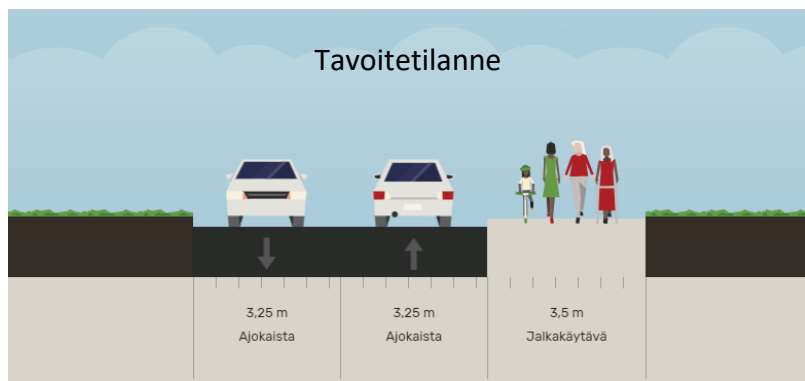 Tavoitetilanne
3,25 m
Ajokaista
3,25 m
Ajokaista
3,5 m
Jalkakäytävä